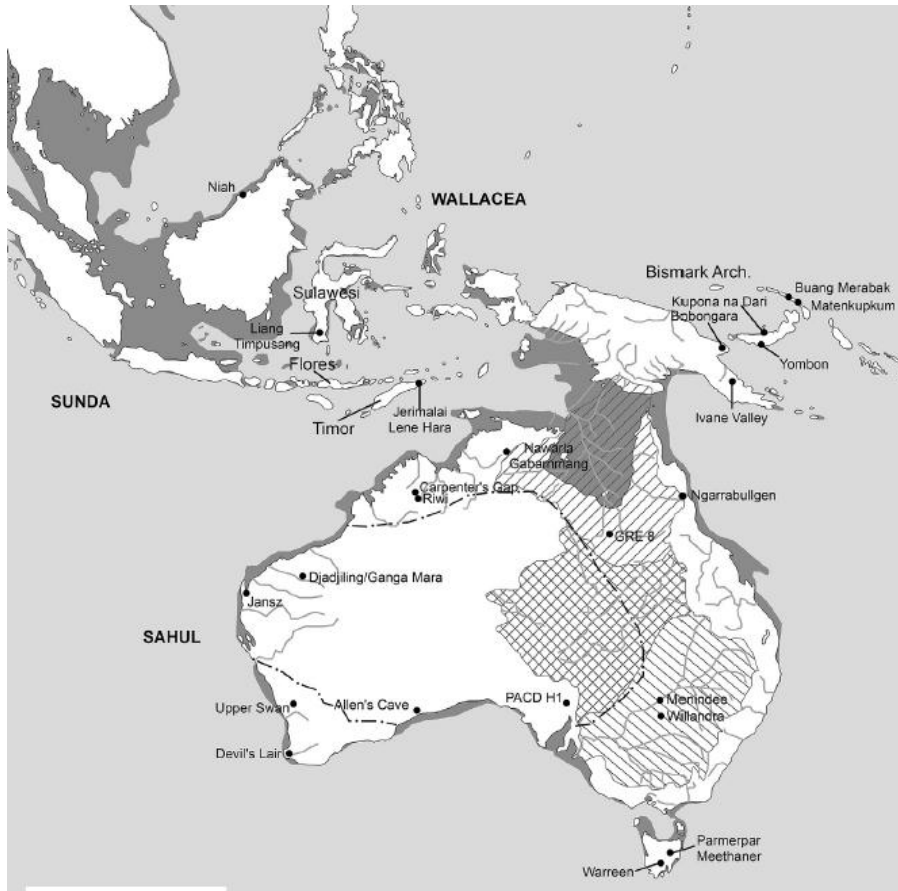 Niah
WALLACEA
Bismark Arch.
Buang Merabak
Sulawesi
Kupona na Dari
Matenkupkum
Bobongara
Liang
Timpusang
Yombon
Flores
SUNDA
Jerimalai
Lene Hara
Ivane Valley
Timor
Nawarla
Gabarnmang
Carpenter's Gap
Riwi
Ngarrabullgen
GRE 8
Djadjiling/Ganga Mara
Jansz
SAHUL
PACD H1
Menindee
Upper Swan
Allen's Cave
Willandra
Devil's Lair
Parmerpar
Meethaner
Warreen